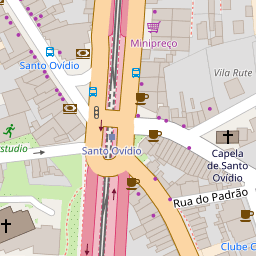 Minipreço
Santo Ovídio
Vila Rute
Santo Ovídio
studio
Capela
de Santo
Ovídio
Rua do Padrão
Clube C